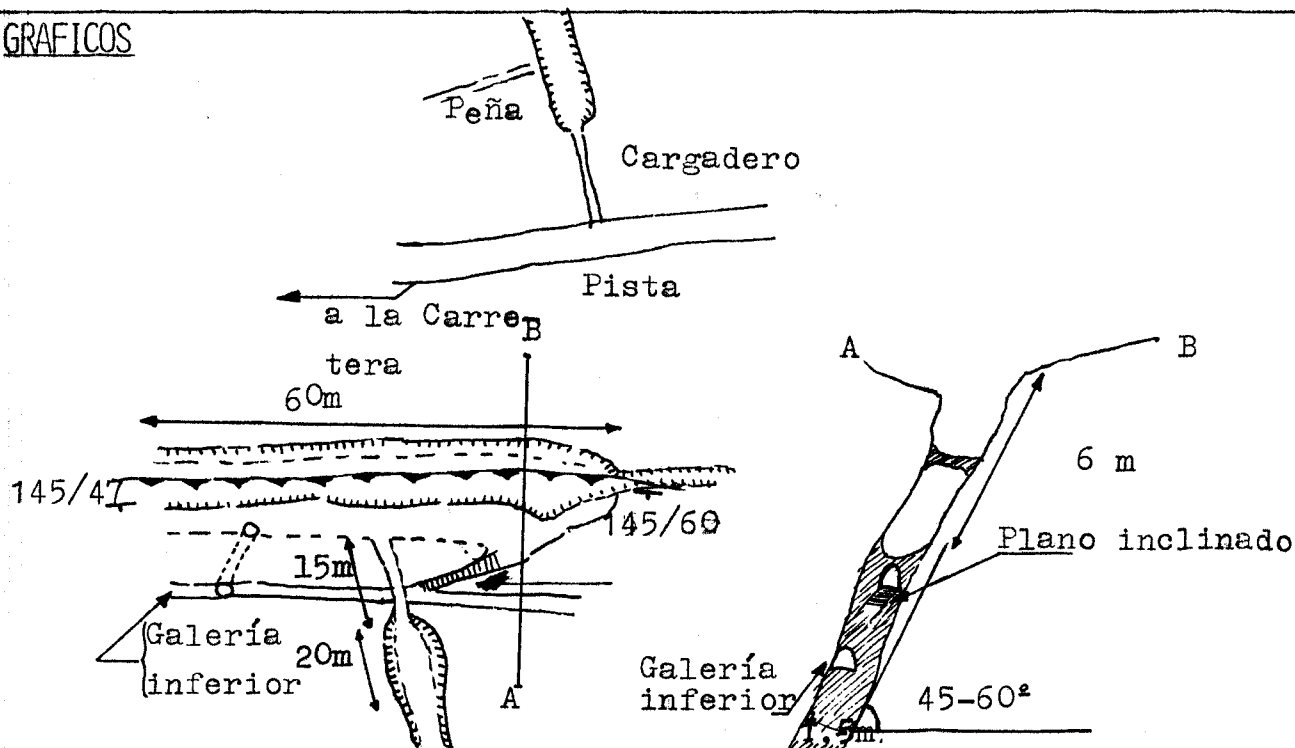 GRAFICOS
Peña
Cargadero
Pista
a la Carre
tera
B
60m
145/47
145/60
15m
20m
Galería
inferior
A
A
B
6 m
Plano inclinado
Galería
inferior
45-60º